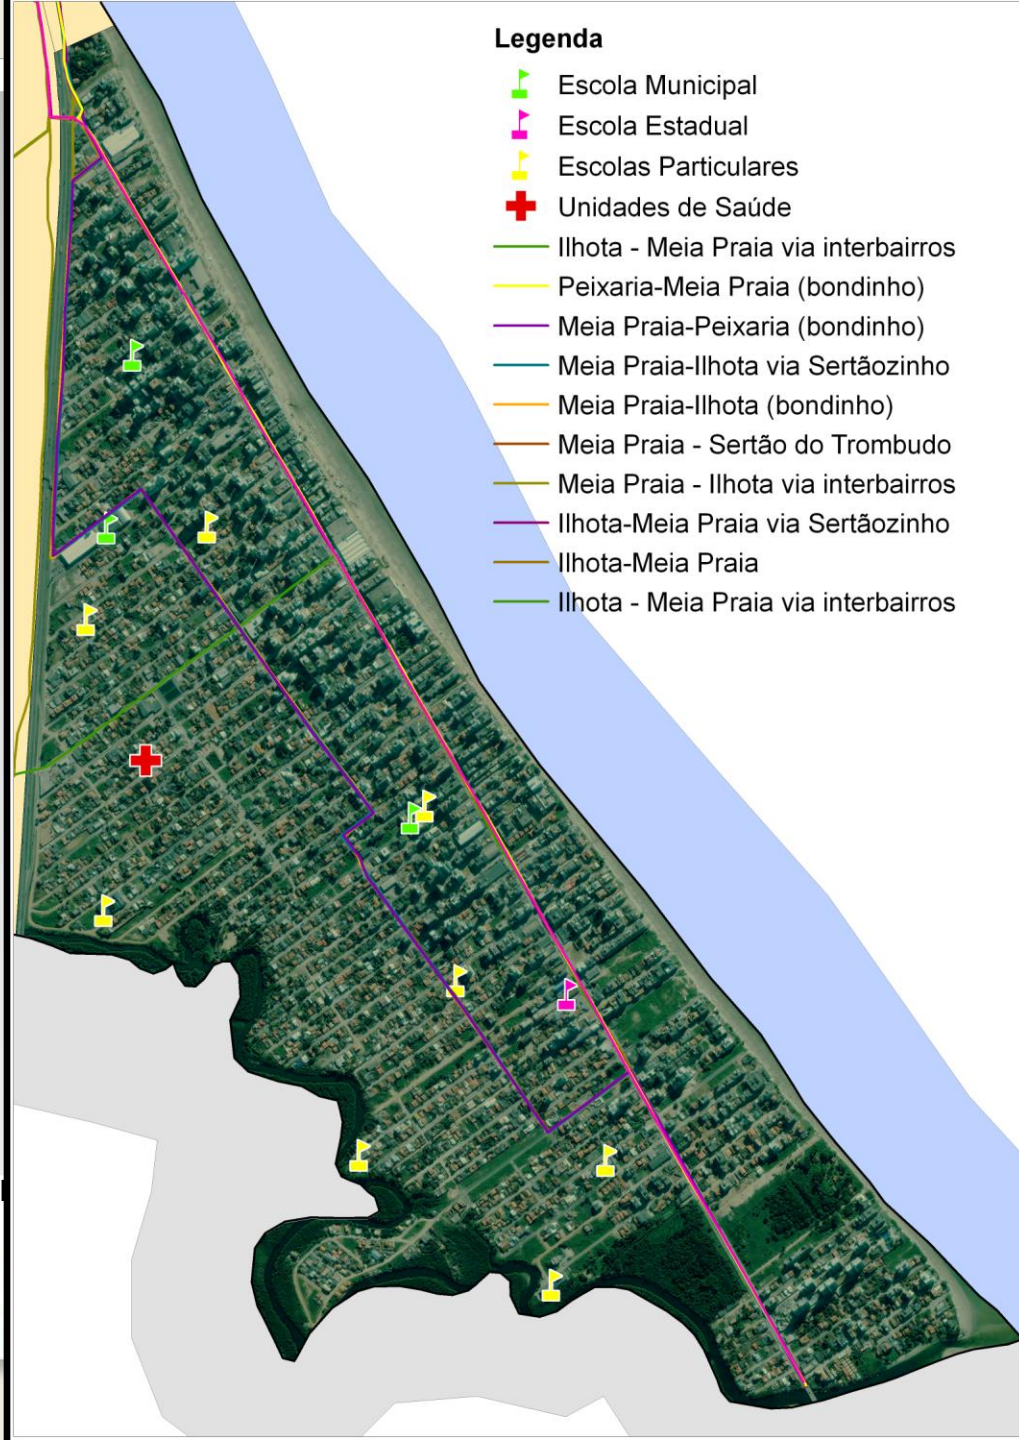 Legenda
Escola Municipal
Escola Estadual
Escolas Particulares
Unidades de Saúde
Ilhota - Meia Praia via interbairros
Peixaria-Meia Praia (bondinho)
Meia Praia-Peixaria (bondinho)
Meia Praia-Ilhota via Sertãozinho
Meia Praia-Ilhota (bondinho)
Meia Praia - Sertão do Trombudo
Meia Praia - Ilhota via interbairros
Ilhota-Meia Praia via Sertãozinho
Ilhota-Meia Praia
Ilhota - Meia Praia via interbairros